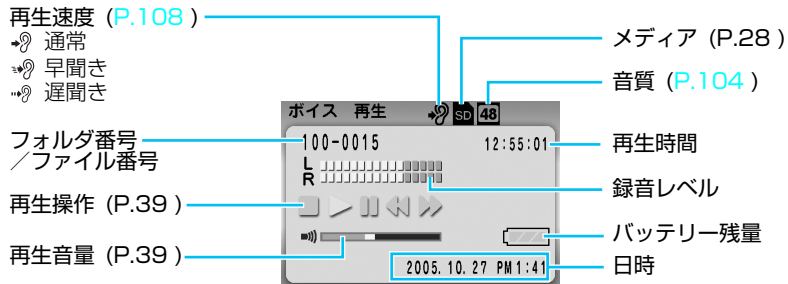 再生速度 (P.108)
通常
早聞き
遅聞き
フォルダ番号
／ファイル番号
再生操作 (P.39)
再生音量 (P.39)
ボイス 再生
SD 48
100-0015
12:55:01
L
R
2005.10.27 PM1:41
メディア (P.28)
音質 (P.104)
再生時間
録音レベル
バッテリー残量
日時